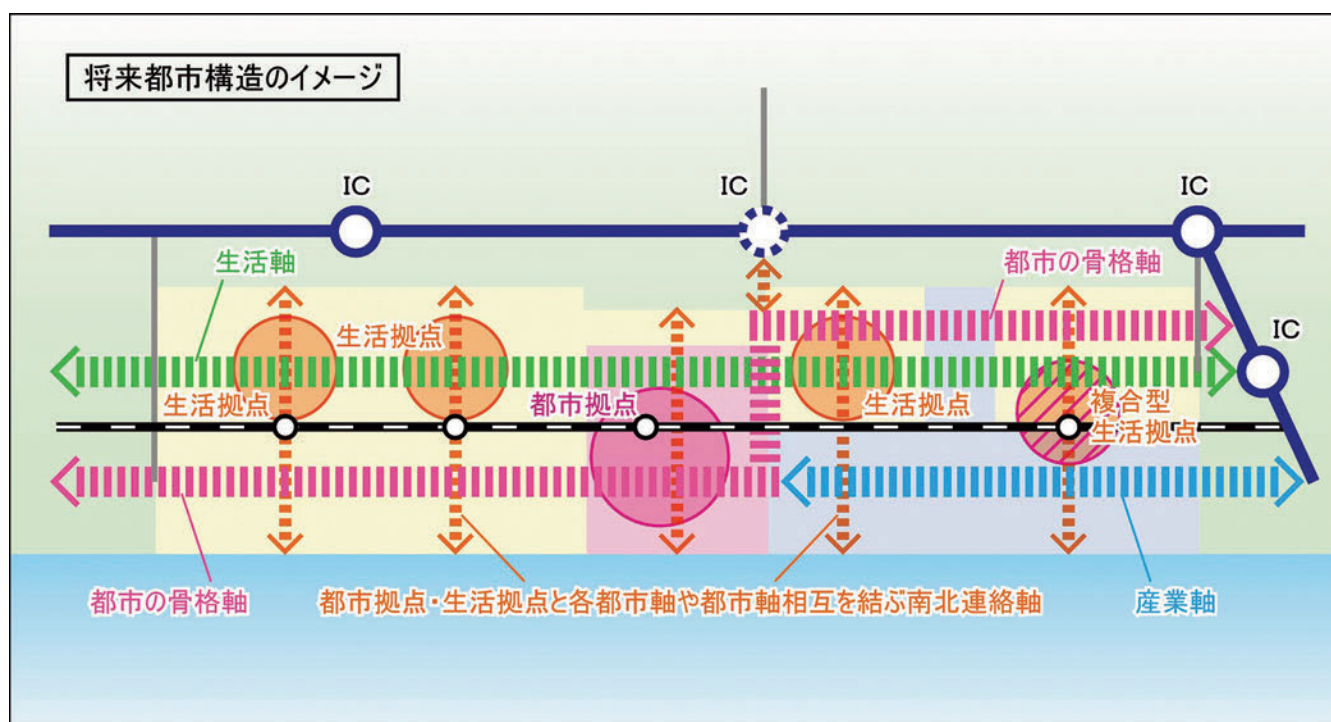 将来都市構造のイメージ
IC
IC
IC
生活軸
都市の骨格軸
生活拠点
IC
生活拠点
都市拠点
生活拠点
複合型
生活拠点
都市の骨格軸
都市拠点・生活拠点と各都市軸や都市軸相互を結ぶ南北連絡軸
産業軸